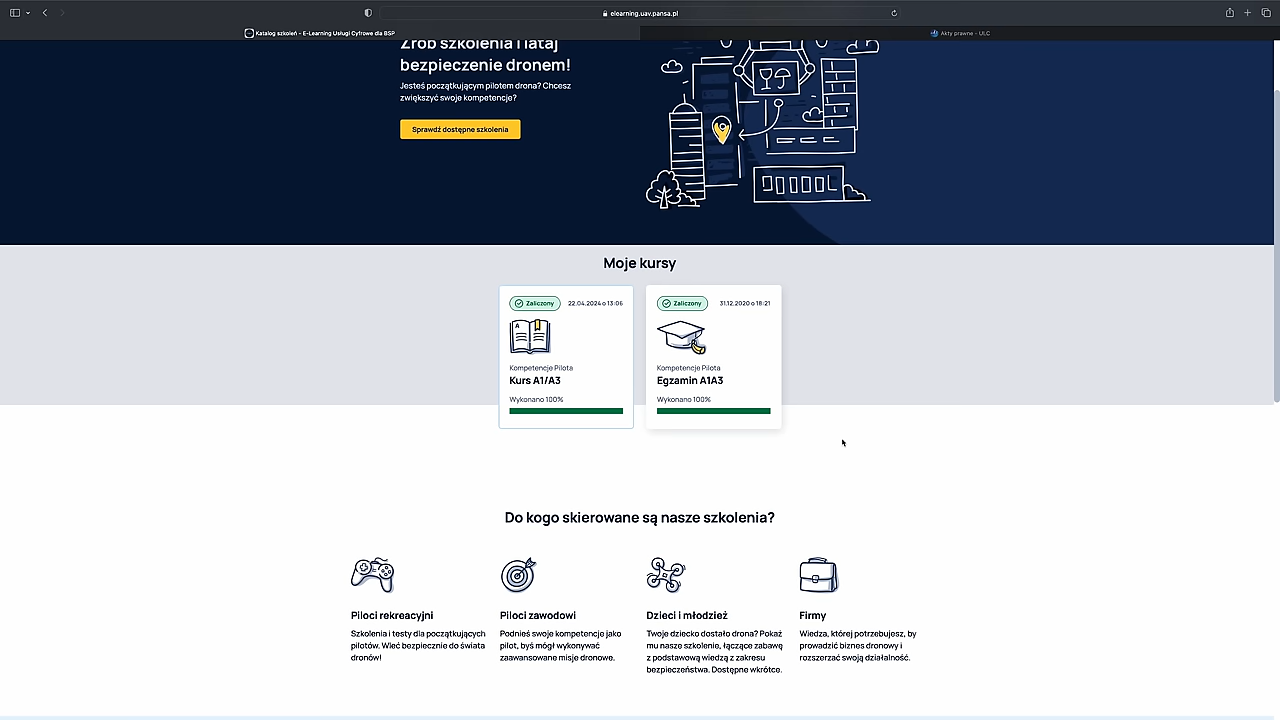 elearning.uav.pansa.pl
Katalog szkoleń – E-Learning Usługi Cyfrowe dla BSP
Akty prawne - ULC
Zrób szkolenia i lataj
bezpieczenie dronem!
Jesteś początkującym pilotem drona? Chcesz
zwiększyć swoje kompetencje?
Sprawdź dostępne szkolenia
Moje kursy
Zaliczony
22.04.2024 o 13:06
Kompetencje Pilota
Kurs A1/A3
Wykonano 100%
Zaliczony
31.12.2020 o 18:21
Kompetencje Pilota
Egzamin A1A3
Wykonano 100%
Do kogo skierowane są nasze szkolenia?
Piloci rekreacyjni
Szkolenia i testy dla początkujących
pilotów. Wleć bezpiecznie do świata
dronów!
Piloci zawodowi
Podnieś swoje kompetencje jako
pilot, byś mógł wykonywać
zaawansowane misje dronowe.
Dzieci i młodzież
Twoje dziecko dostało drona? Pokaż
mu nasze szkolenie, łączące zabawę
z podstawową wiedzą z zakresu
bezpieczeństwa. Dostępne wkrótce.
Firmy
Wiedza, której potrzebujesz, by
prowadzić biznes dronowy i
rozszerzać swoją działalność.